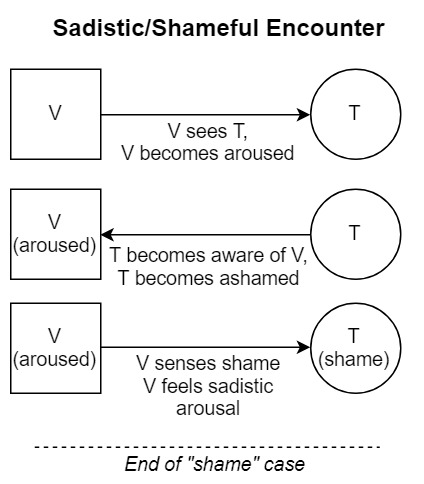 Sadistic/Shameful Encounter
V
T
V sees T,
V becomes aroused
V
(aroused)
T
T becomes aware of V,
T becomes ashamed
V
(aroused)
T
(shame)
V senses shame
V feels sadistic
arousal
End of "shame" case